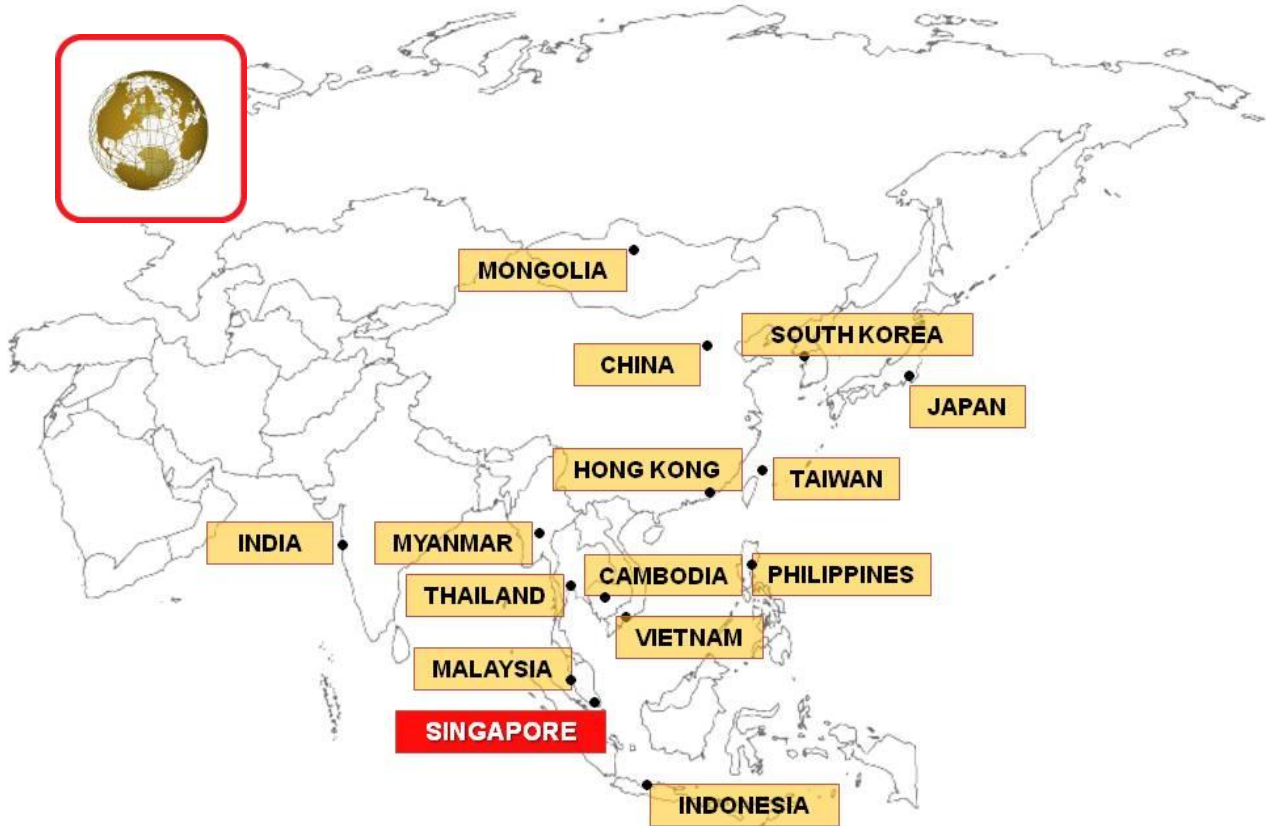 MONGOLIA
SOUTH KOREA
CHINA
JAPAN
HONG KONG
TAIWAN
INDIA
MYANMAR
CAMBODIA
PHILIPPINES
THAILAND
VIETNAM
MALAYSIA
SINGAPORE
INDONESIA